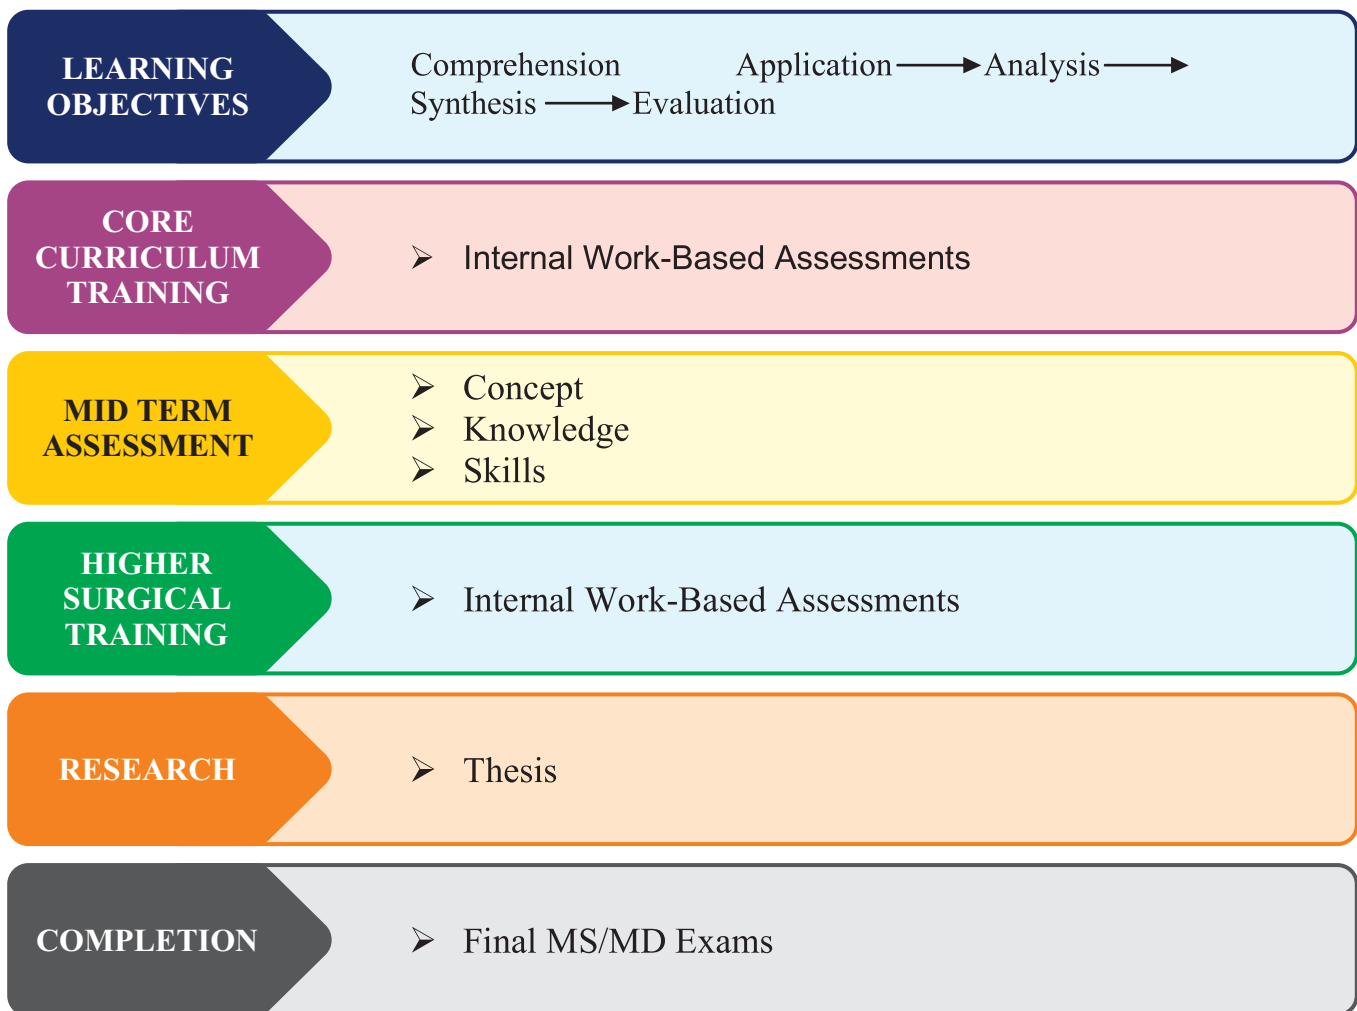 LEARNING
OBJECTIVES
Comprehension Application Analysis
Synthesis Evaluation
CORE
CURRICULUM
TRAINING
Internal Work-Based Assessments
MID TERM
ASSESSMENT
Concept
Knowledge
Skills
HIGHER
SURGICAL
TRAINING
Internal Work-Based Assessments
RESEARCH
Thesis
COMPLETION
Final MS/MD Exams